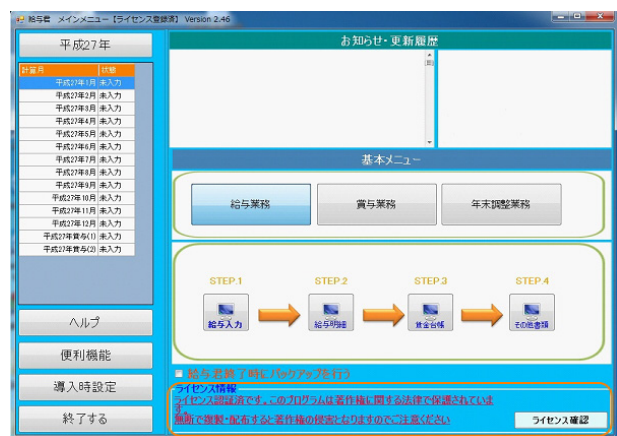 給与君 メインメニュー【ライセンス登録済】 Version 2.46
平成27年
計算月 状態
平成27年1月 未入力
平成27年2月 未入力
平成27年3月 未入力
平成27年4月 未入力
平成27年5月 未入力
平成27年6月 未入力
平成27年7月 未入力
平成27年8月 未入力
平成27年9月 未入力
平成27年10月 未入力
平成27年11月 未入力
平成27年12月 未入力
平成27年賞与(1) 未入力
平成27年賞与(2) 未入力
ヘルプ
便利機能
導入時設定
終了する
お知らせ・更新履歴
基本メニュー
給与業務 賞与業務 年末調整業務
STEP.1 STEP.2 STEP.3 STEP.4
給与入力 給与明細 賃金台帳 その他書類
給与君終了時にバックアップを行う
ライセンス情報
ライセンス認証済です。このプログラムは著作権に関する法律で保護されていま
す。
無断で複製・配布すると著作権の侵害となりますのでご注意ください
ライセンス確認